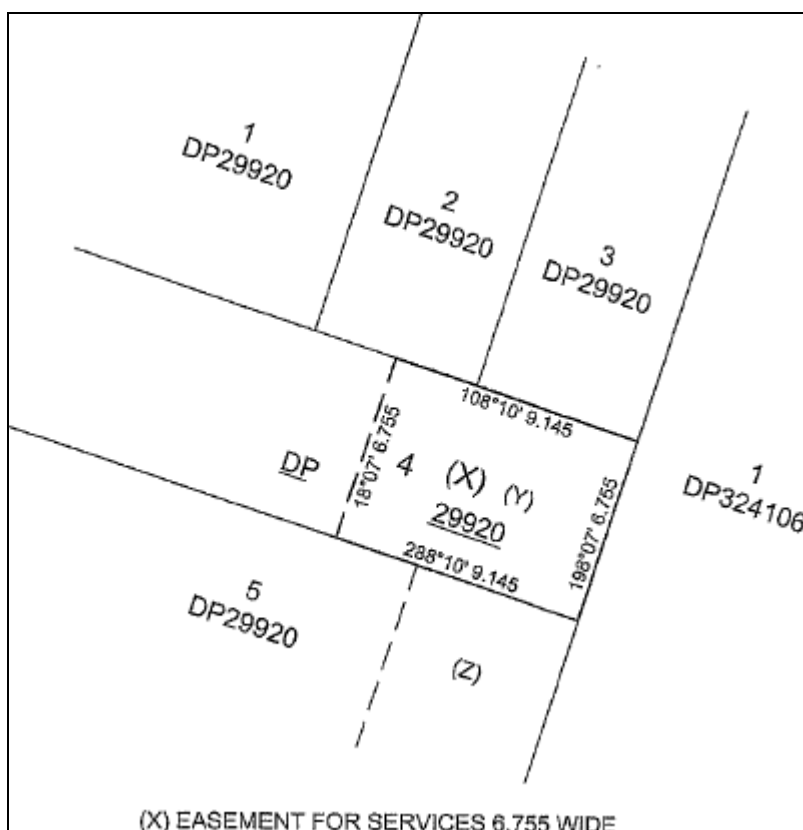 1
DP29920
2
DP29920
3
DP29920
108°10' 9.145
18°07' 6.755
DP
4 (X) (Y)
29920
198°07' 6.755
1
DP324106
288°10' 9.145
5
DP29920
(Z)
(X) EASEMENT FOR SERVICES 6.755 WIDE